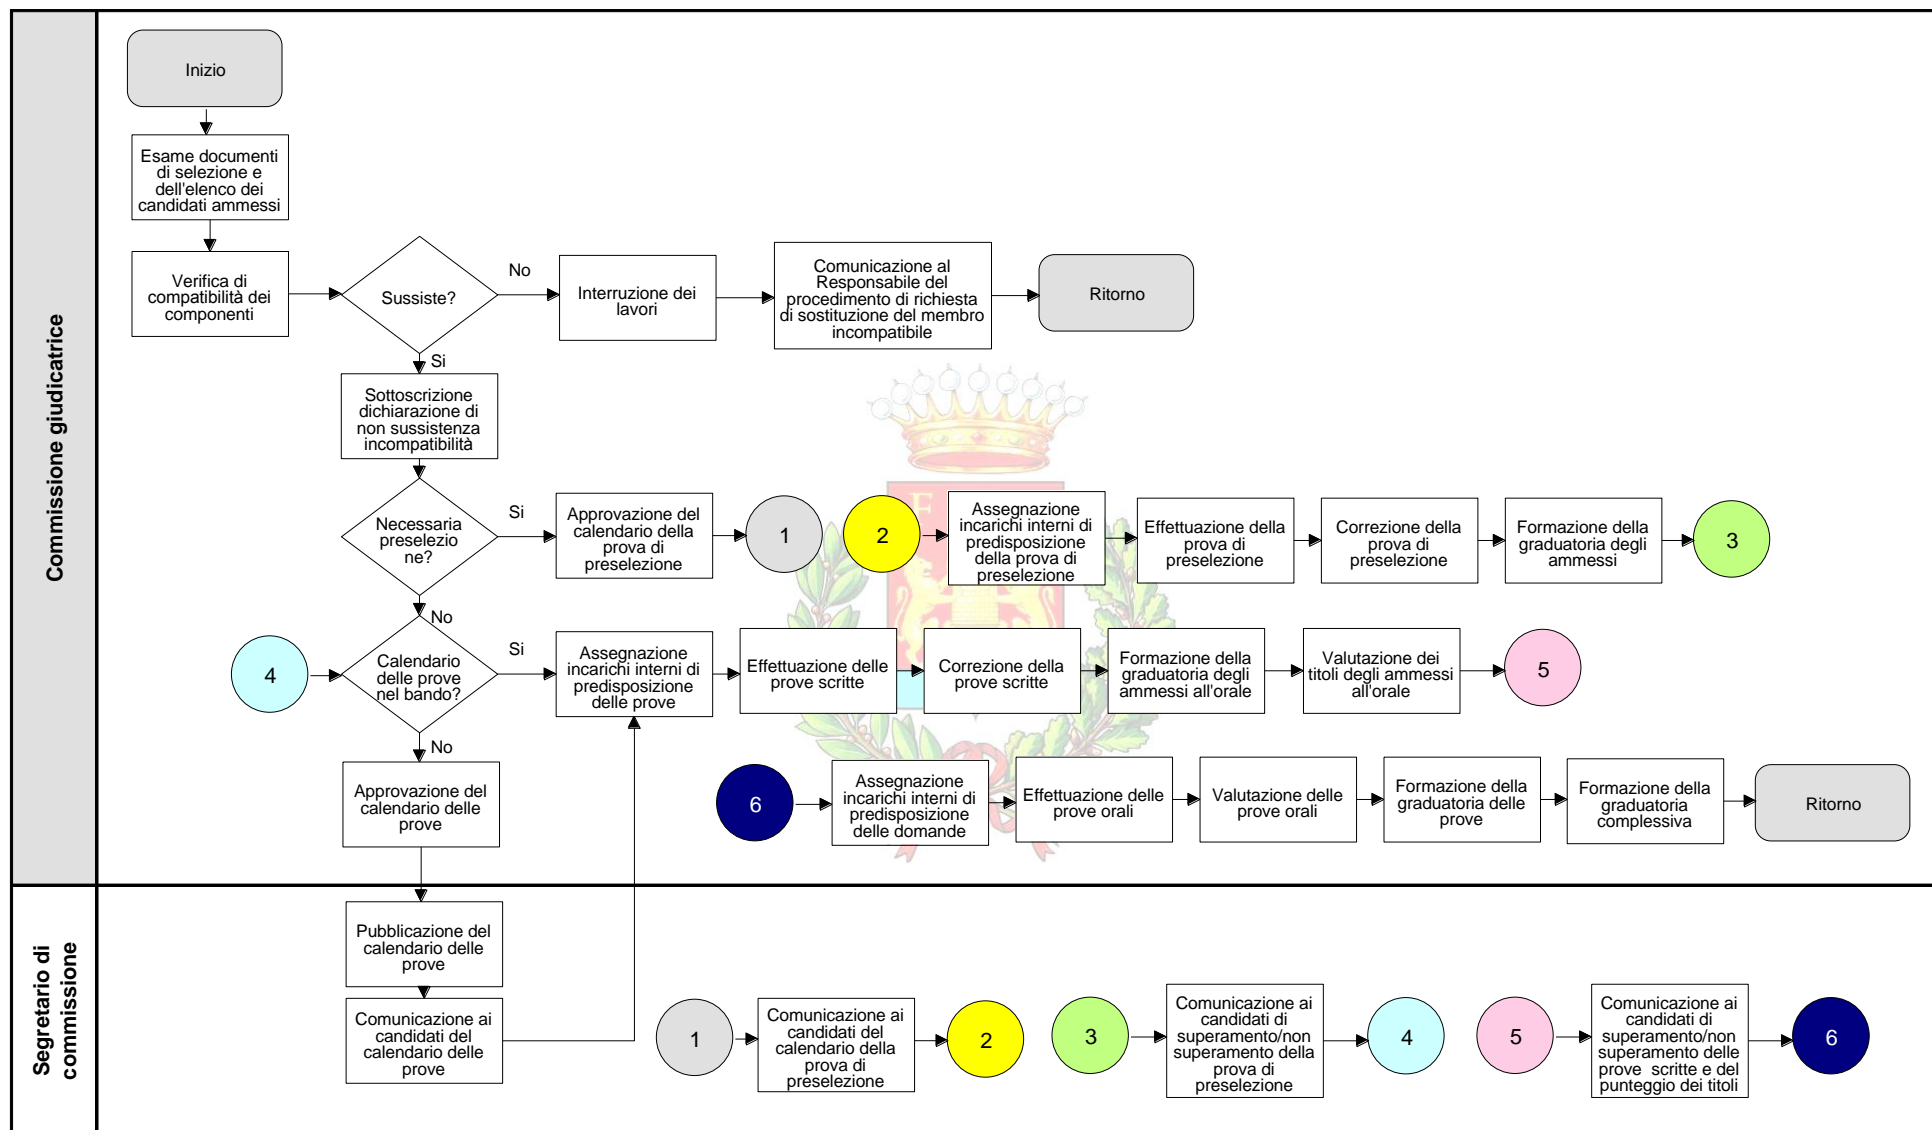 Commissione giudicatrice
Inizio
Esame documenti
di selezione e
dell'elenco dei
candidati ammessi
Verifica di
compatibilità dei
componenti
Sussiste?
No
Interruzione dei
lavori
Comunicazione al
Responsabile del
procedimento di richiesta
di sostituzione del membro
incompatibile
Ritorno
Si
Sottoscrizione
dichiarazione di
non sussistenza
incompatibilità
Necessaria
preselezio
ne?
Si
Approvazione del
calendario della
prova di
preselezione
1
2
Assegnazione
incarichi interni di
predisposizione
della prova di
preselezione
Effettuazione della
prova di
preselezione
Correzione della
prova di
preselezione
Formazione della
graduatoria degli
ammessi
3
No
4
Calendario
delle prove
nel bando?
Si
Assegnazione
incarichi interni di
predisposizione
delle prove
Effettuazione delle
prove scritte
Correzione della
prove scritte
Formazione della
graduatoria degli
ammessi all'orale
Valutazione dei
titoli degli ammessi
all'orale
5
No
Approvazione del
calendario delle
prove
6
Assegnazione
incarichi interni di
predisposizione
delle domande
Effettuazione delle
prove orali
Valutazione delle
prove orali
Formazione della
graduatoria delle
prove
Formazione della
graduatoria
complessiva
Ritorno
Segretario di
commissione
Pubblicazione del
calendario delle
prove
Comunicazione ai
candidati del
calendario delle
prove
1
Comunicazione ai
candidati del
calendario della
prova di
preselezione
2
3
Comunicazione ai
candidati di
superamento/non
superamento della
prova di
preselezione
4
5
Comunicazione ai
candidati di
superamento/non
superamento delle
prove scritte e del
punteggio dei titoli
6